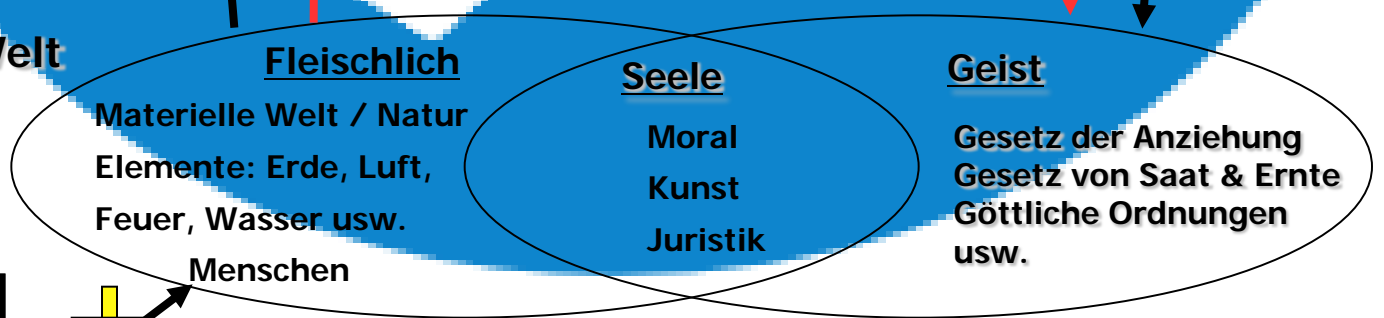 Fleischlich
Materielle Welt / Natur
Elemente: Erde, Luft,
Feuer, Wasser usw.
Menschen
Seele
Moral
Kunst
Juristik
Geist
Gesetz der Anziehung
Gesetz von Saat & Ernte
Göttliche Ordnungen
usw.